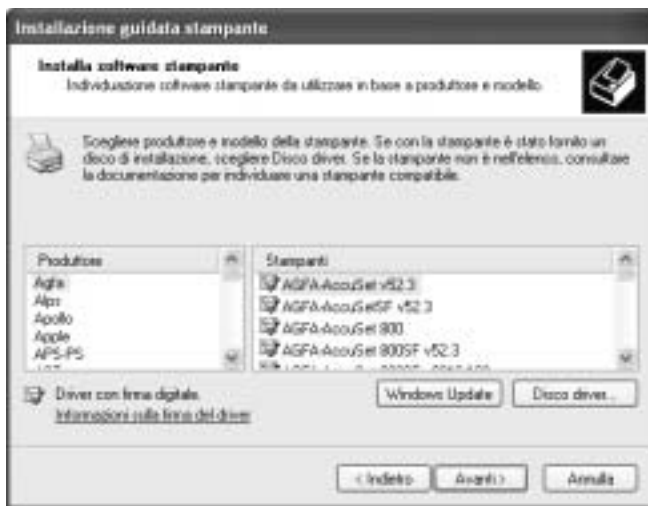 Installazione guidata stampante
Installa software stampante
Individuazione software stampante da utilizzare in base a produttore e modello.
Scegliere produttore e modello della stampante. Se con la stampante è stato fornito un
disco di installazione, scegliere Disco driver. Se la stampante non è nell'elenco, consultare
la documentazione per individuare una stampante compatibile.
Produttore
Agfa
Alps
Apollo
Apple
APS-PS
Stampanti
AGFA-AccuSet v52.3
AGFA-AccuSetSF v52.3
AGFA-AccuSet 800
AGFA-AccuSet 800SF v52.3
Driver con firma digitale.
Informazioni sulla firma del driver
Windows Update
Disco driver...
< Indietro
Avanti >
Annulla